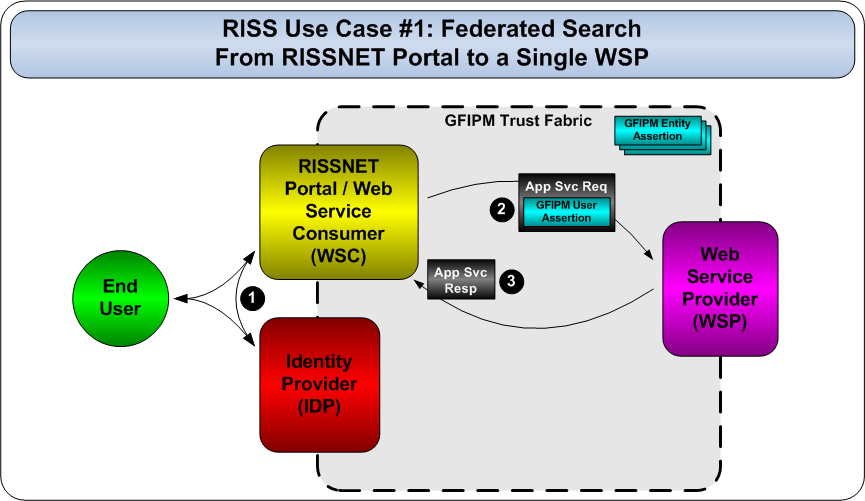 RISS Use Case #1: Federated Search
From RISSNET Portal to a Single WSP
GFIPM Trust Fabric
GFIPM Entity
Assertion
RISSNET
Portal / Web
Service
Consumer
(WSC)
App Svc Req
GFIPM User
Assertion
2
Web
Service
Provider
(WSP)
App Svc
Resp
3
End
User
1
Identity
Provider
(IDP)